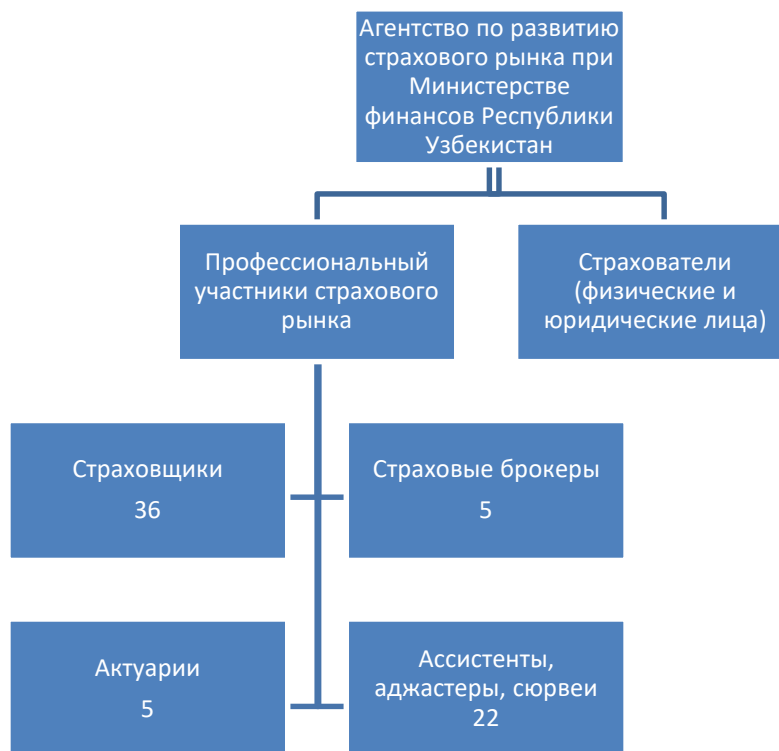 Агентство по развитию
страхового рынка при
Министерстве
финансов Республики
Узбекистан
Профессиональный
участники страхового
рынка
Страхователи
(физические и
юридические лица)
Страховщики
36
Страховые брокеры
5
Актуарии
5
Ассистенты,
аджастеры, сюрвеи
22